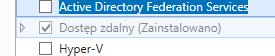 Active Directory Federation Services
Dostęp zdalny (Zainstalowano)
Hyper-V